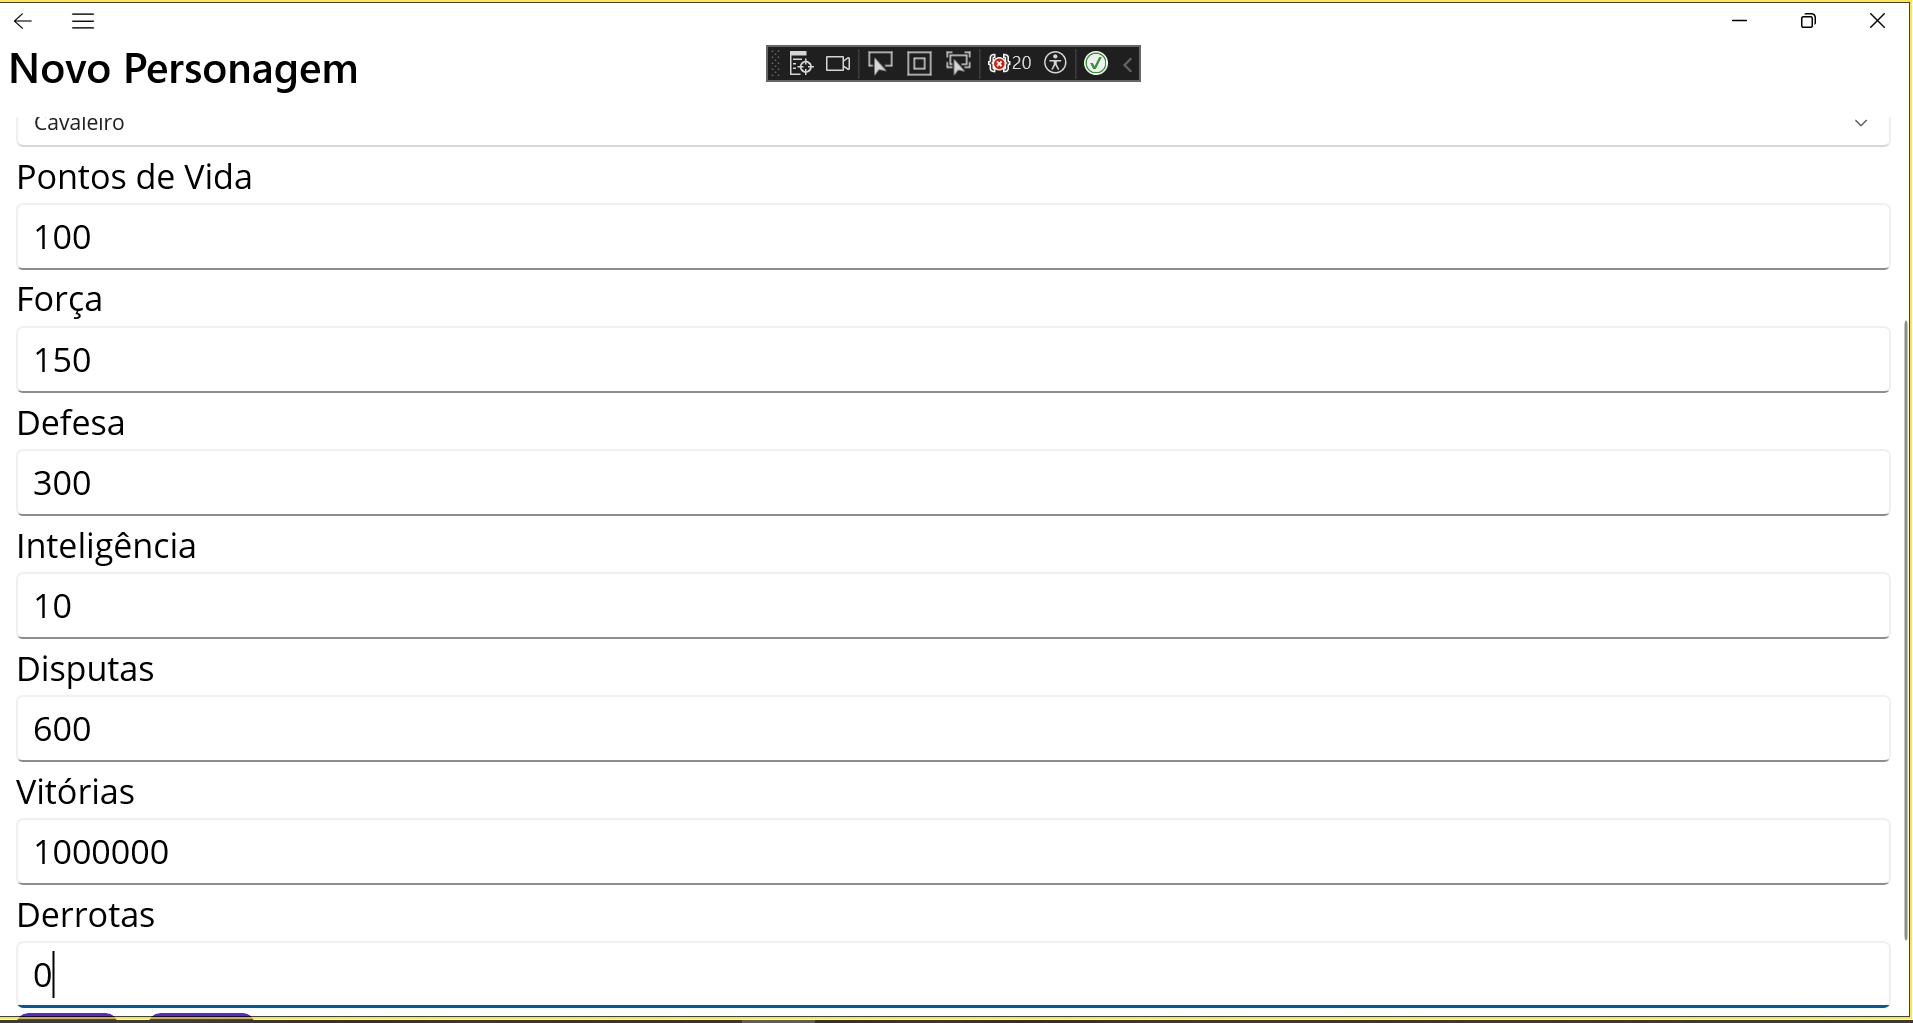 Novo Personagem
20
Cavaleiro
Pontos de Vida
100
Força
150
Defesa
300
Inteligência
10
Disputas
600
Vitórias
1000000
Derrotas
0